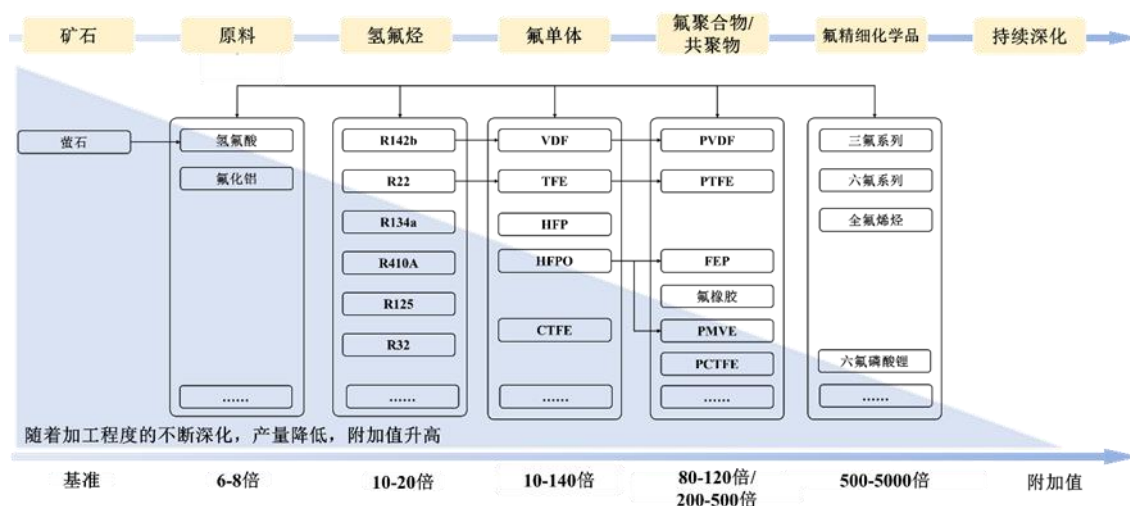 矿石
原料
氢氟烃
氟单体
氟聚合物/
共聚物
氟精细化学品
持续深化
萤石
氢氟酸
氟化铝
......
R142b
R22
R134a
R410A
R125
R32
......
VDF
TFE
HFP
HFPO
CTFE
......
PVDF
PTFE
FEP
氟橡胶
PMVE
PCTFE
......
三氟系列
六氟系列
全氟烯烃
六氟磷酸锂
......
随着加工程度的不断深化，产量降低，附加值升高
基准
6-8倍
10-20倍
10-140倍
80-120倍/
200-500倍
500-5000倍
附加值